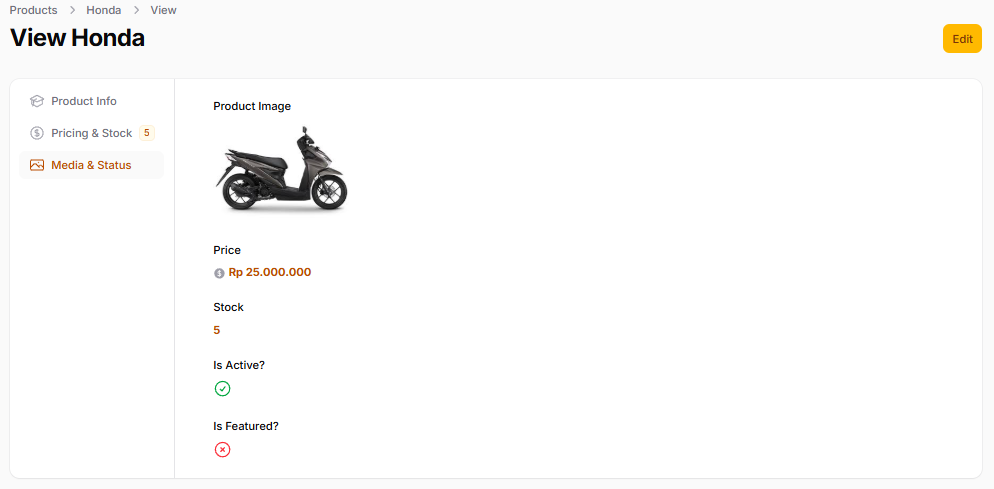 Products > Honda > View
View Honda
Edit
Product Info
Pricing & Stock 5
Media & Status
Product Image
Price
Rp 25.000.000
Stock
5
Is Active?
Is Featured?